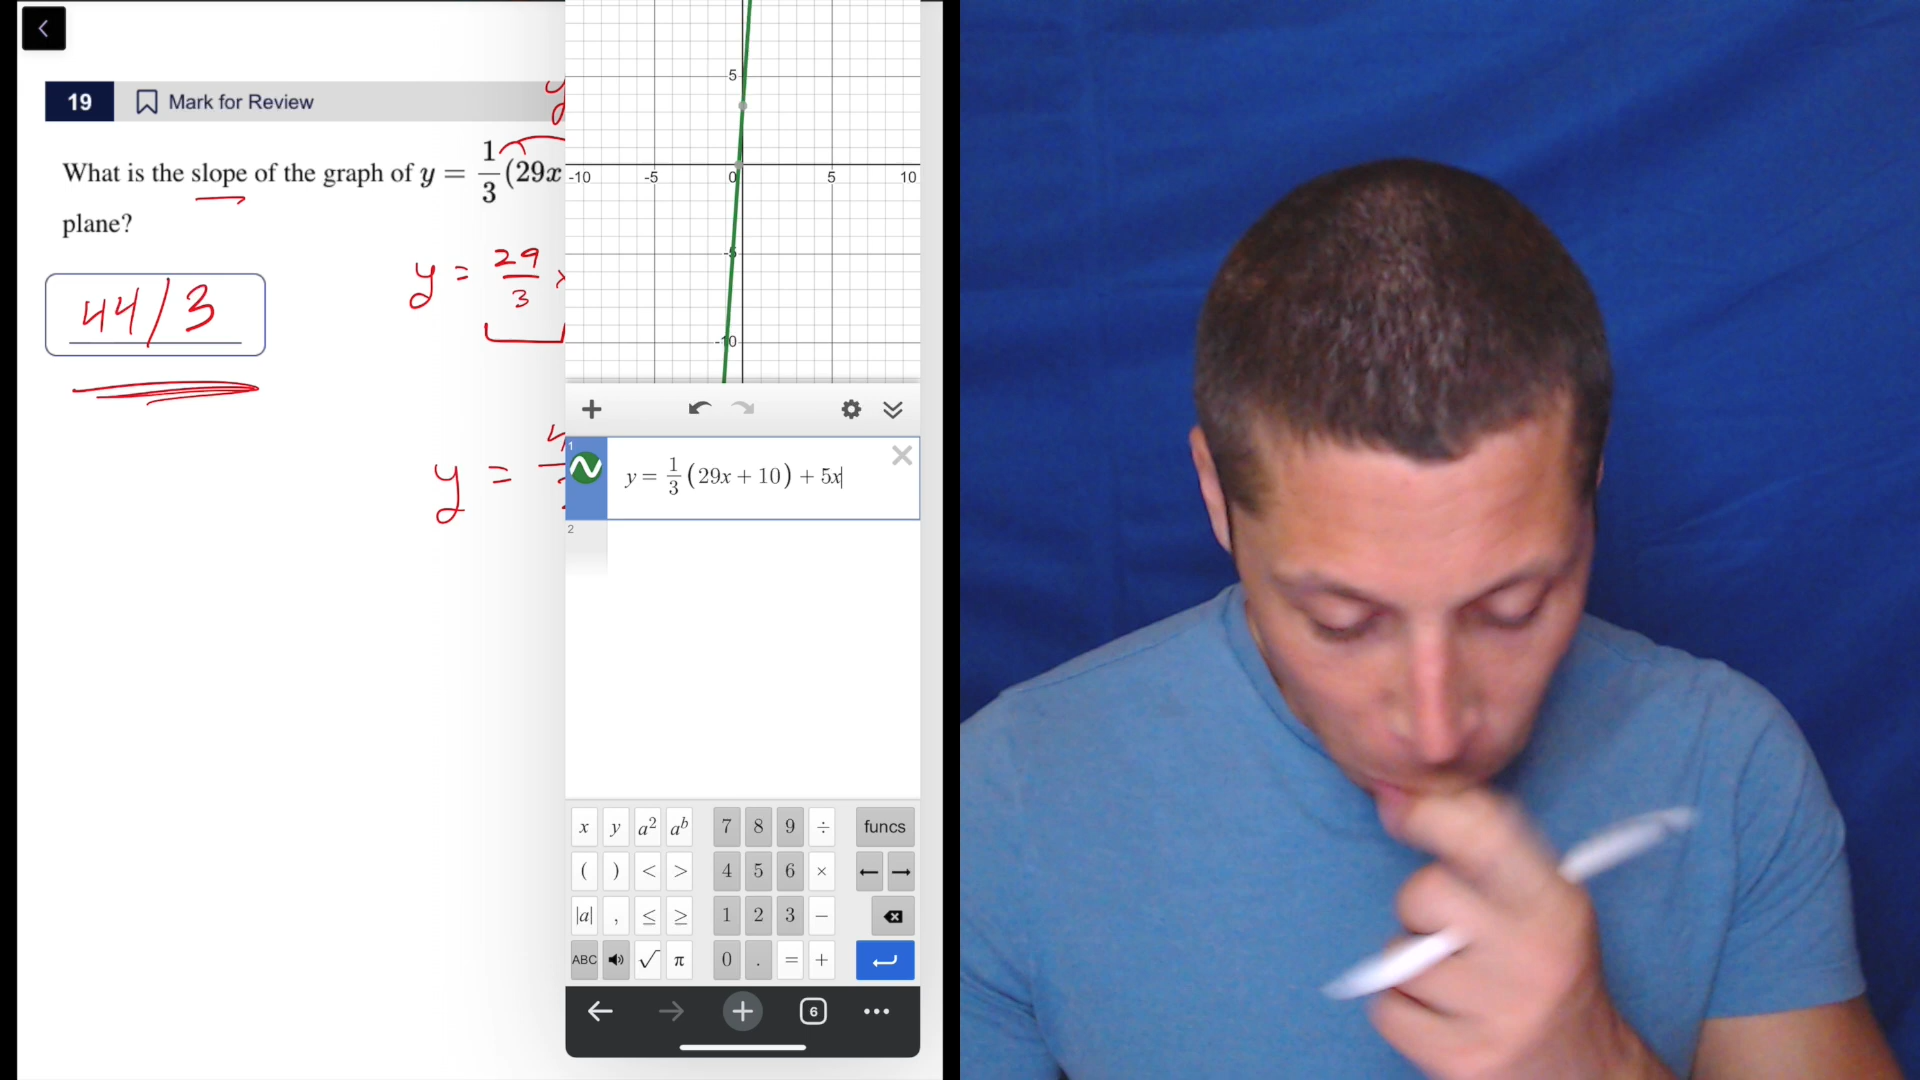 19 Mark for Review
What is the slope of the graph of y = 1/3 (29x
plane?
44/3
y = 29/3 x
y =
y
5
-10 -5 0 5 10
-5
-10
1
y = 1/3 (29x + 10) + 5x
2
x y a² aᵇ 7 8 9 ÷ funcs
( ) < > 4 5 6 × ← →
|a| , ≤ ≥ 1 2 3 −
ABC √ π 0 . = +
6